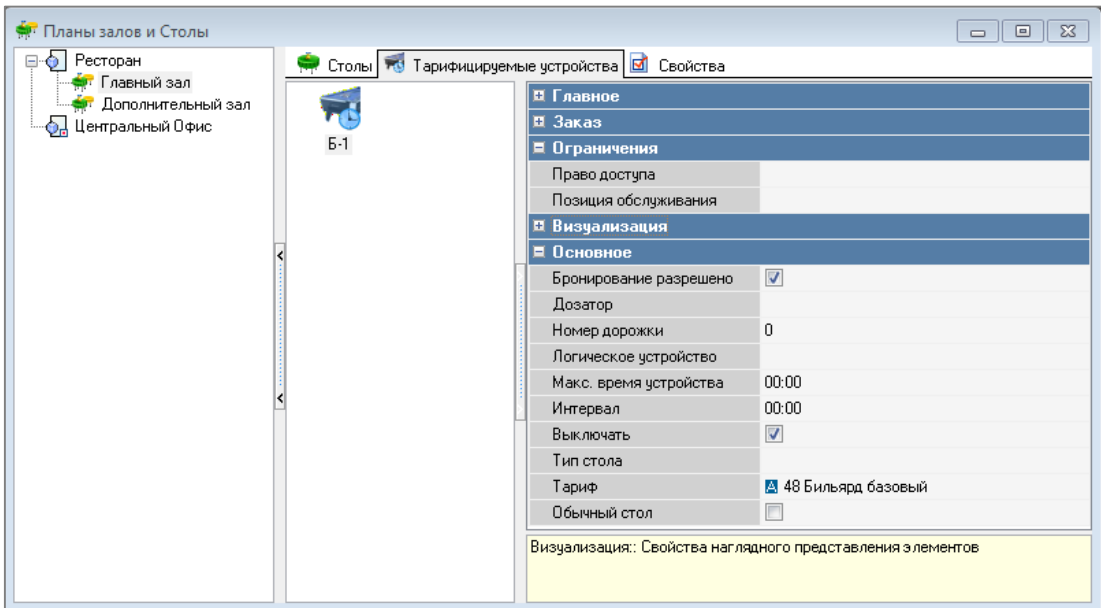 Планы залов и Столы
Ресторан
Главный зал
Дополнительный зал
Центральный Офис
Столы Тарифицируемые устройства Свойства
Б-1
Главное
Заказ
Ограничения
Право доступа
Позиция обслуживания
Визуализация
Основное
Бронирование разрешено
Дозатор
Номер дорожки 0
Логическое устройство
Макс. время устройства 00:00
Интервал 00:00
Выключать
Тип стола
Тариф A 48 Бильярд базовый
Обычный стол
Визуализация:: Свойства наглядного представления элементов